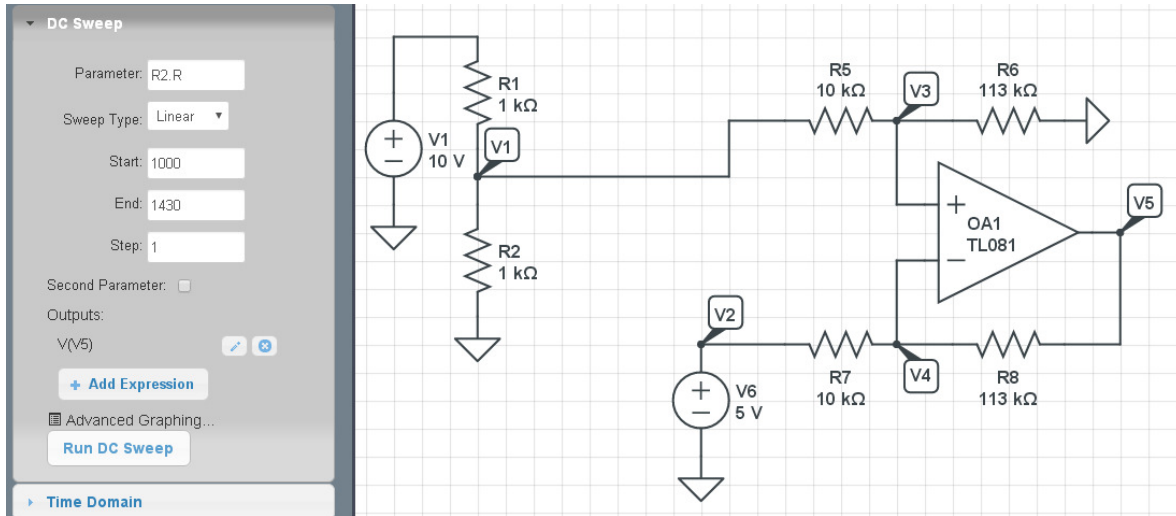 DC Sweep
Parameter: R2.R
Sweep Type: Linear
Start: 1000
End: 1430
Step: 1
Second Parameter:
Outputs:
V(V5)
+ Add Expression
Advanced Graphing...
Run DC Sweep
Time Domain
R1
1 kΩ
V1
10 V
V1
R2
1 kΩ
R5
10 kΩ
V3
R6
113 kΩ
+
−
OA1
TL081
V5
V2
V6
5 V
R7
10 kΩ
V4
R8
113 kΩ